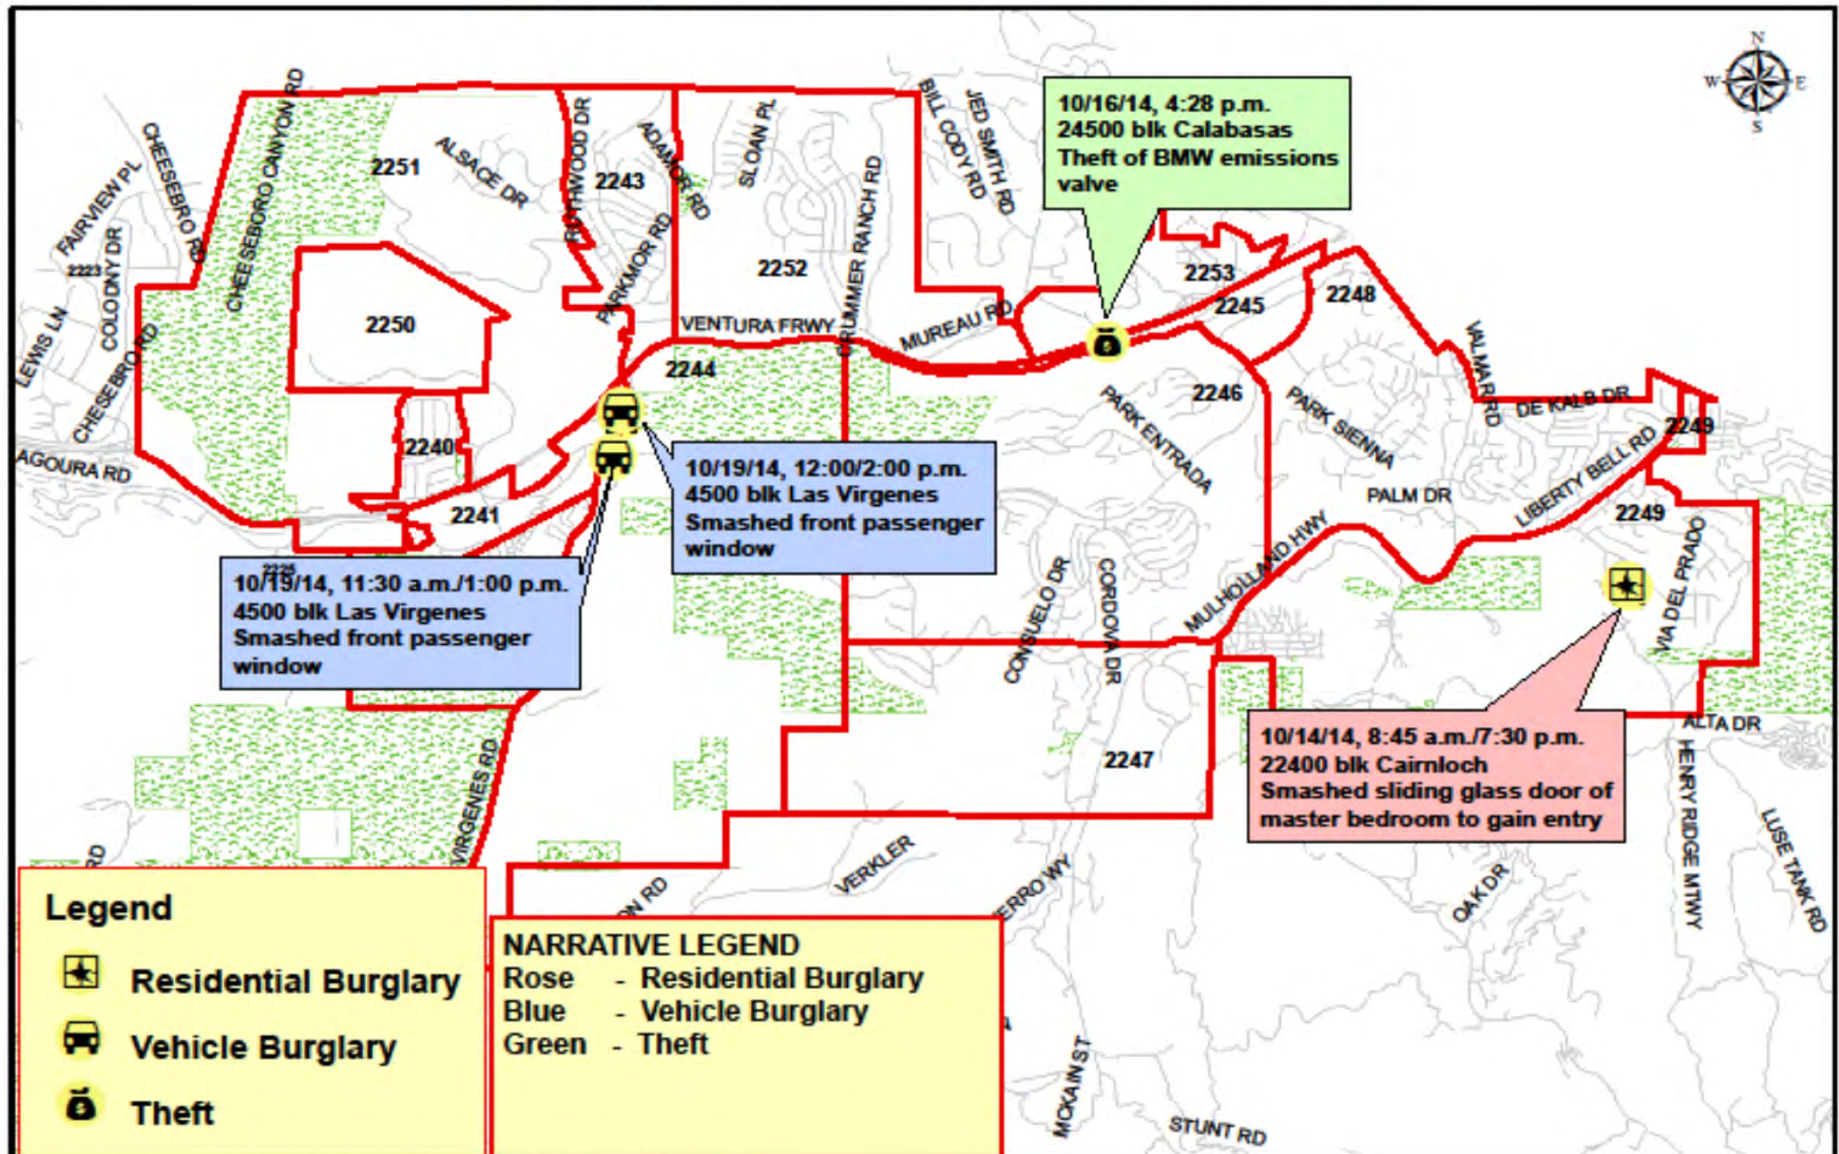 N
W
E
S
10/16/14, 4:28 p.m.
24500 blk Calabasas
Theft of BMW emissions
valve
CHEESEBORO CANYON RD
CHEESEBRO RD
FAIRVIEW PL
COLODNY DR
2223
LEWIS LN
CHESEBRO RD
AGOURA RD
2251
ALSACE DR
2243
ADAMOR RD
PARKMOR RD
SLOAN PL
2252
DRUMMER RANCH RD
BILL CODY RD
JED SMITH RD
2250
VENTURA FRWY
MUREAU RD
2253
2245
2248
2244
2246
PARK ENTRADA
PARK SIENNA
VALMAR RD
DE KALB DR
2249
LIBERTY BELL RD
PALM DR
2249
VIA DEL PRADO
2240
2241
10/19/14, 12:00/2:00 p.m.
4500 blk Las Virgenes
Smashed front passenger
window
2225
10/19/14, 11:30 a.m./1:00 p.m.
4500 blk Las Virgenes
Smashed front passenger
window
CONSUELO DR
CORDOVA DR
MULHOLLAND HWY
2247
10/14/14, 8:45 a.m./7:30 p.m.
22400 blk Cairnloch
Smashed sliding glass door of
master bedroom to gain entry
ALTA DR
HENRY RIDGE MTWY
LUSE TANK RD
OAK DR
VIRGENES RD
RD
VERKLER
ON RD
ERRO WY
MCKAIN ST
STUNT RD
Legend
Residential Burglary
Vehicle Burglary
Theft
NARRATIVE LEGEND
Rose - Residential Burglary
Blue - Vehicle Burglary
Green - Theft